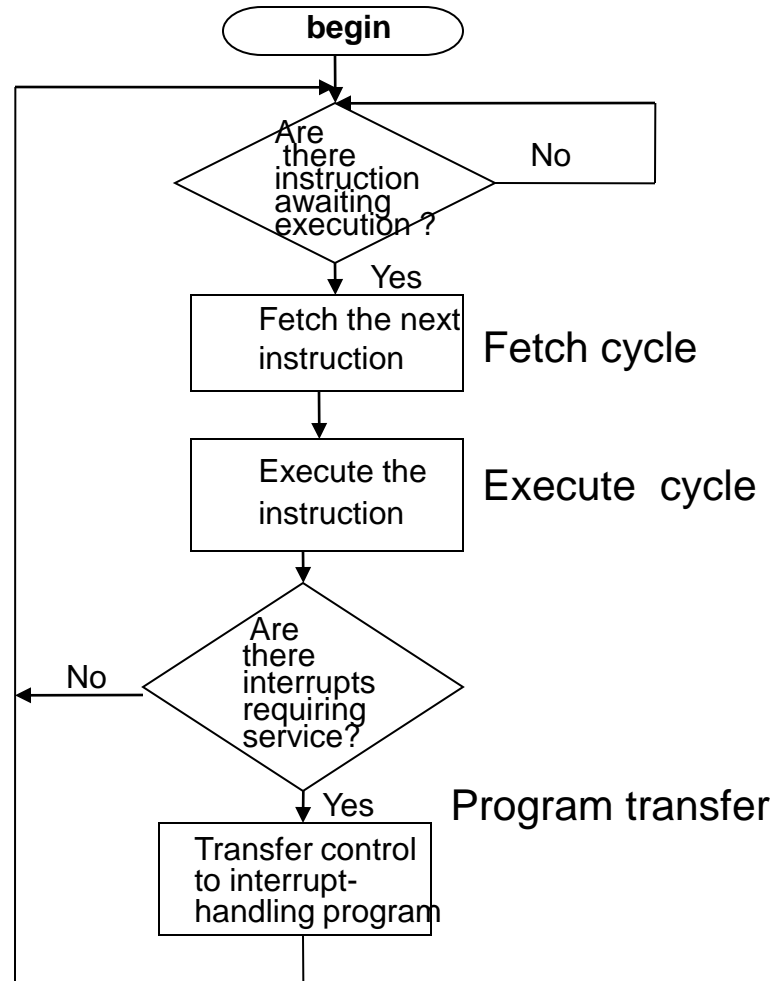 begin
Are
there
instruction
awaiting
execution ?
No
Yes
Fetch the next
instruction
Fetch cycle
Execute the
instruction
Execute cycle
Are
there
interrupts
requiring
service?
No
Yes
Program transfer
Transfer control
to interrupt-
handling program